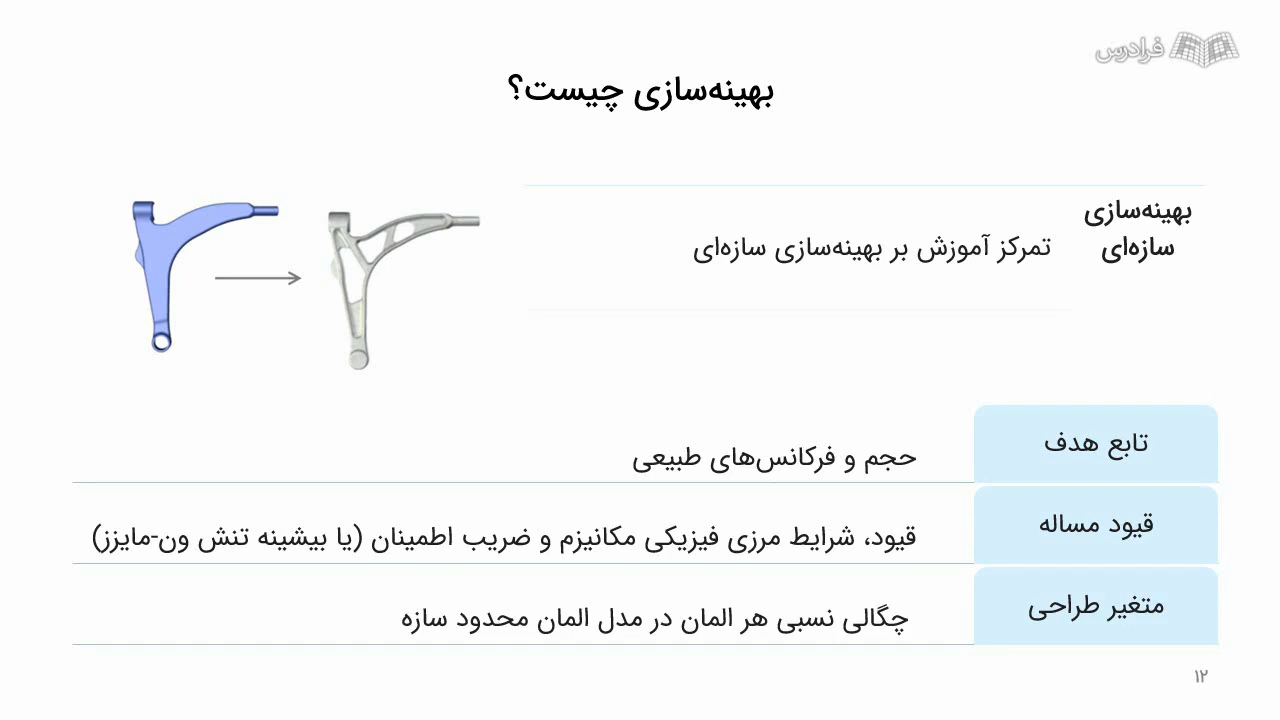 فرادرس
بهینه‌سازی چیست؟
بهینه‌سازی
سازه‌ای
تمرکز آموزش بر بهینه‌سازی سازه‌ای
تابع هدف
حجم و فرکانس‌های طبیعی
قیود مساله
قیود، شرایط مرزی فیزیکی مکانیزم و ضریب اطمینان (یا بیشینه تنش ون-مایزز)
متغیر طراحی
چگالی نسبی هر المان در مدل المان محدود سازه
۱۲